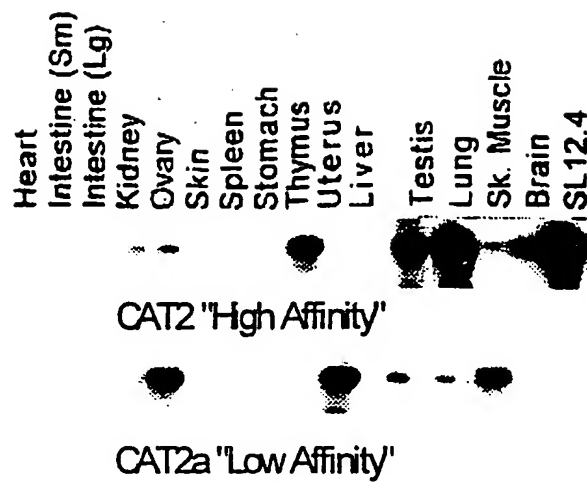 Heart
Intestine (Sm)
Intestine (Lg)
Kidney
Ovary
Skin
Spleen
Stomach
Thymus
Uterus
Liver
Testis
Lung
Sk. Muscle
Brain
SL12.4
CAT2 "High Affinity"
CAT2a "Low Affinity"